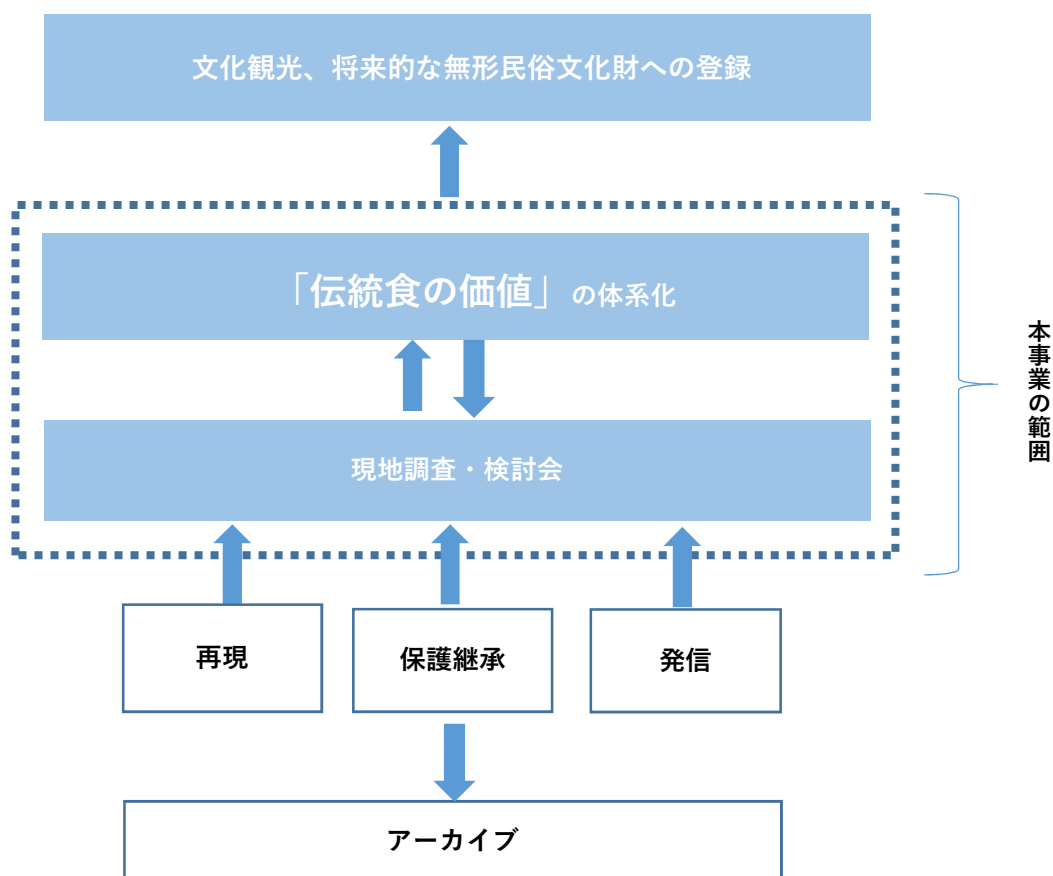 文化観光、将来的な無形民俗文化財への登録
「伝統食の価値」の体系化
本事業の範囲
現地調査・検討会
再現
保護継承
発信
アーカイブ